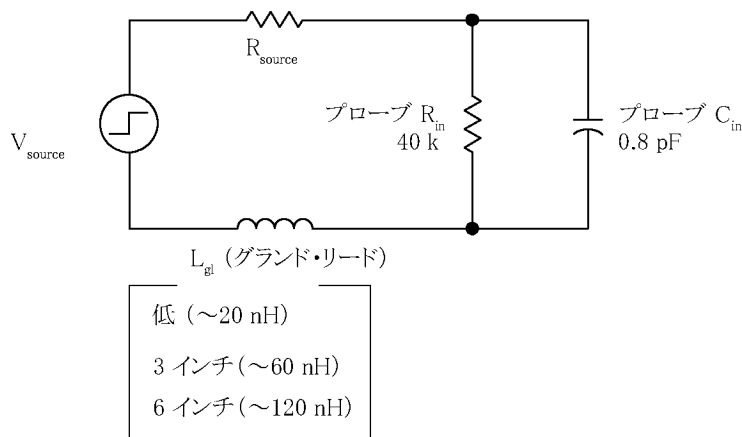 R_source
V_source
プローブ R_in
40 k
プローブ C_in
0.8 pF
L_gl (グランド・リード)
低 (～20 nH)
3 インチ (～60 nH)
6 インチ (～120 nH)